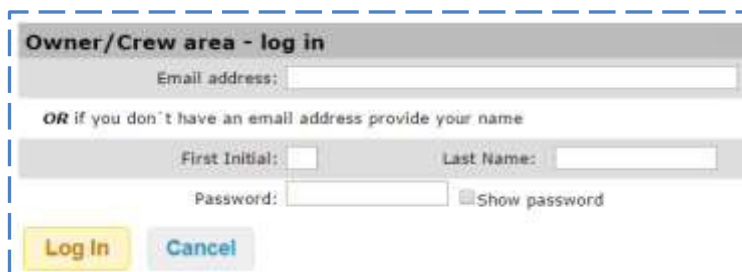 Owner/Crew area - log in
Email address:
OR if you don`t have an email address provide your name
First Initial: Last Name:
Password: Show password
Log In Cancel